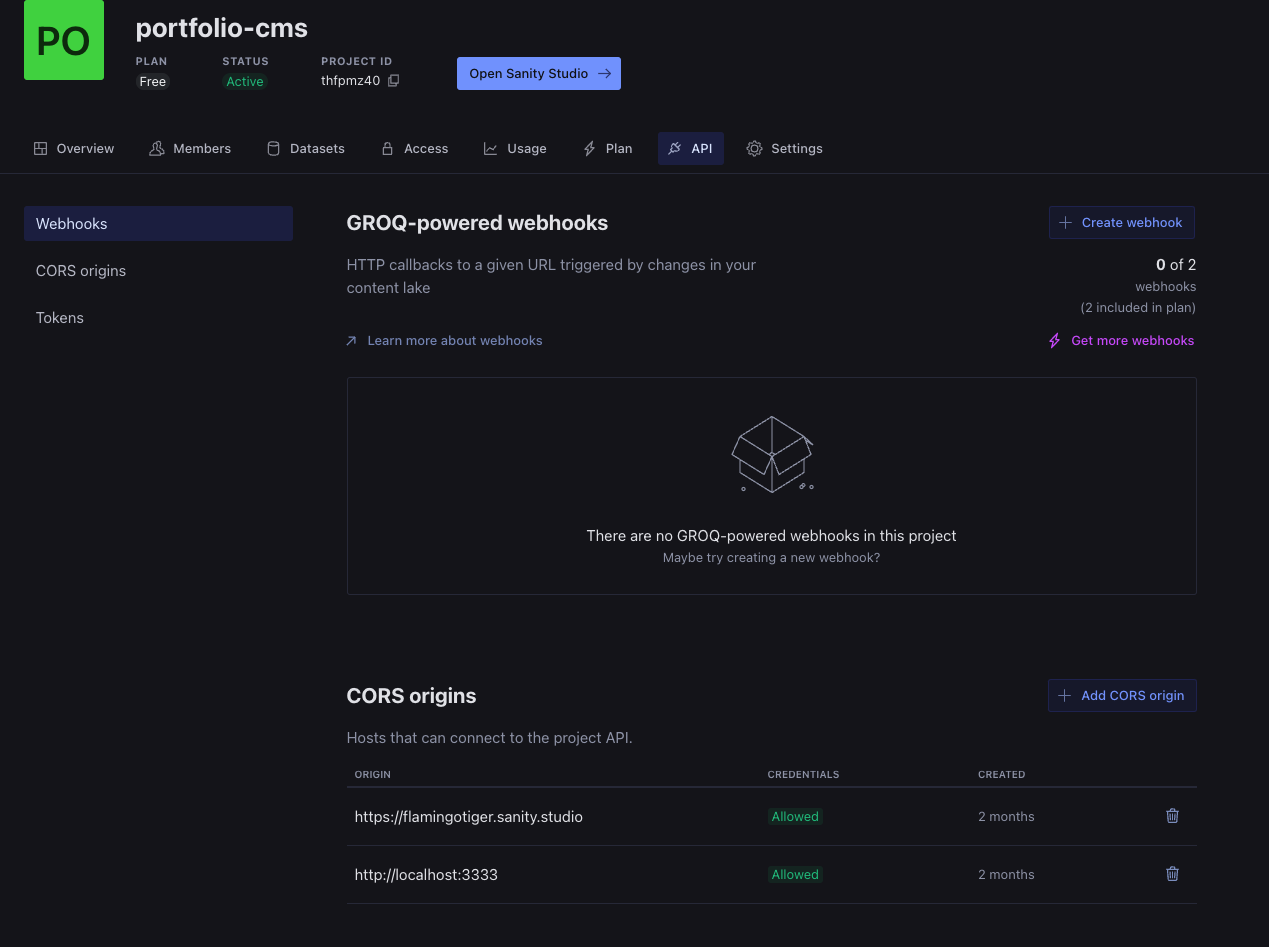 PO
portfolio-cms
PLAN STATUS PROJECT ID
Free Active thfpmz40
Open Sanity Studio
Overview Members Datasets Access Usage Plan API Settings
Webhooks
CORS origins
Tokens
GROQ-powered webhooks
Create webhook
HTTP callbacks to a given URL triggered by changes in your
content lake
0 of 2
webhooks
(2 included in plan)
Learn more about webhooks
Get more webhooks
There are no GROQ-powered webhooks in this project
Maybe try creating a new webhook?
CORS origins
Add CORS origin
Hosts that can connect to the project API.
ORIGIN CREDENTIALS CREATED
https://flamingotiger.sanity.studio Allowed 2 months
http://localhost:3333 Allowed 2 months